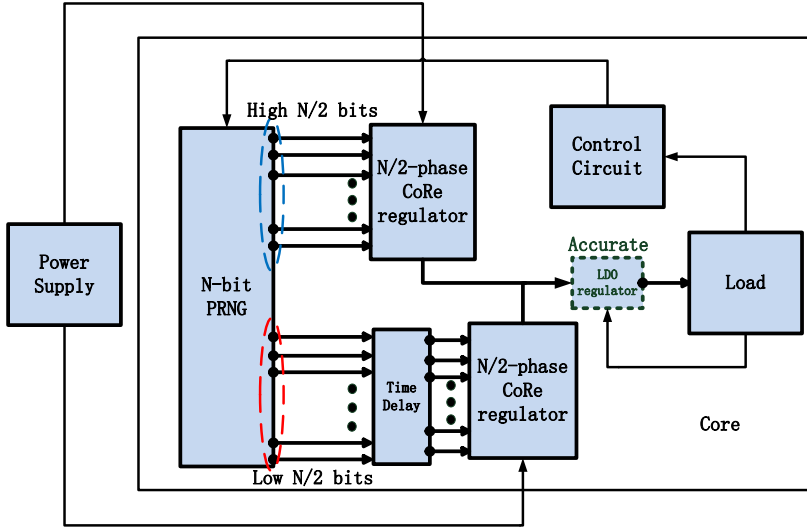 High N/2 bits
N/2-phase
CoRe
regulator
Control
Circuit
Power
Supply
N-bit
PRNG
Accurate
LDO
regulator
Load
Time
Delay
N/2-phase
CoRe
regulator
Core
Low N/2 bits